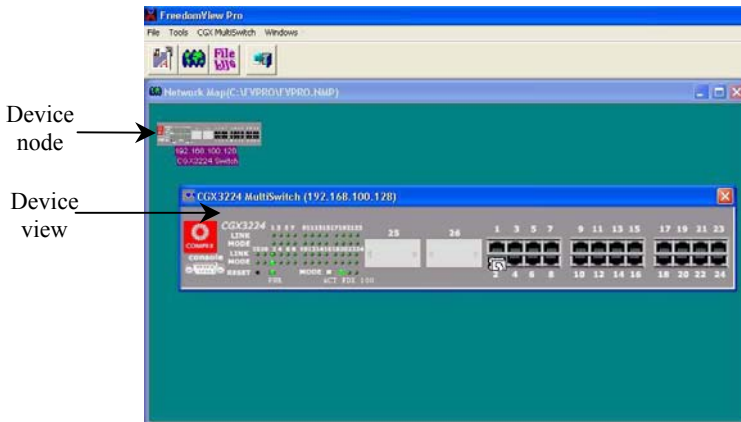 FreedomView Pro
File Tools CGX MultiSwitch Windows
File
Network Map(C:\FVPRO\FVPRO.NMP)
Device
node
192.168.100.128
CGX3224 Switch
Device
view
CGX3224 MultiSwitch (192.168.100.128)
CGX3224
COMPEX
LINK
MODE
LINK
MODE
console
RESET
MODE
PWR
ACT FDX 100
25
26
1 3 5 7 9 11 13 15 17 19 21 23
2 4 6 8 10 12 14 16 18 20 22 24